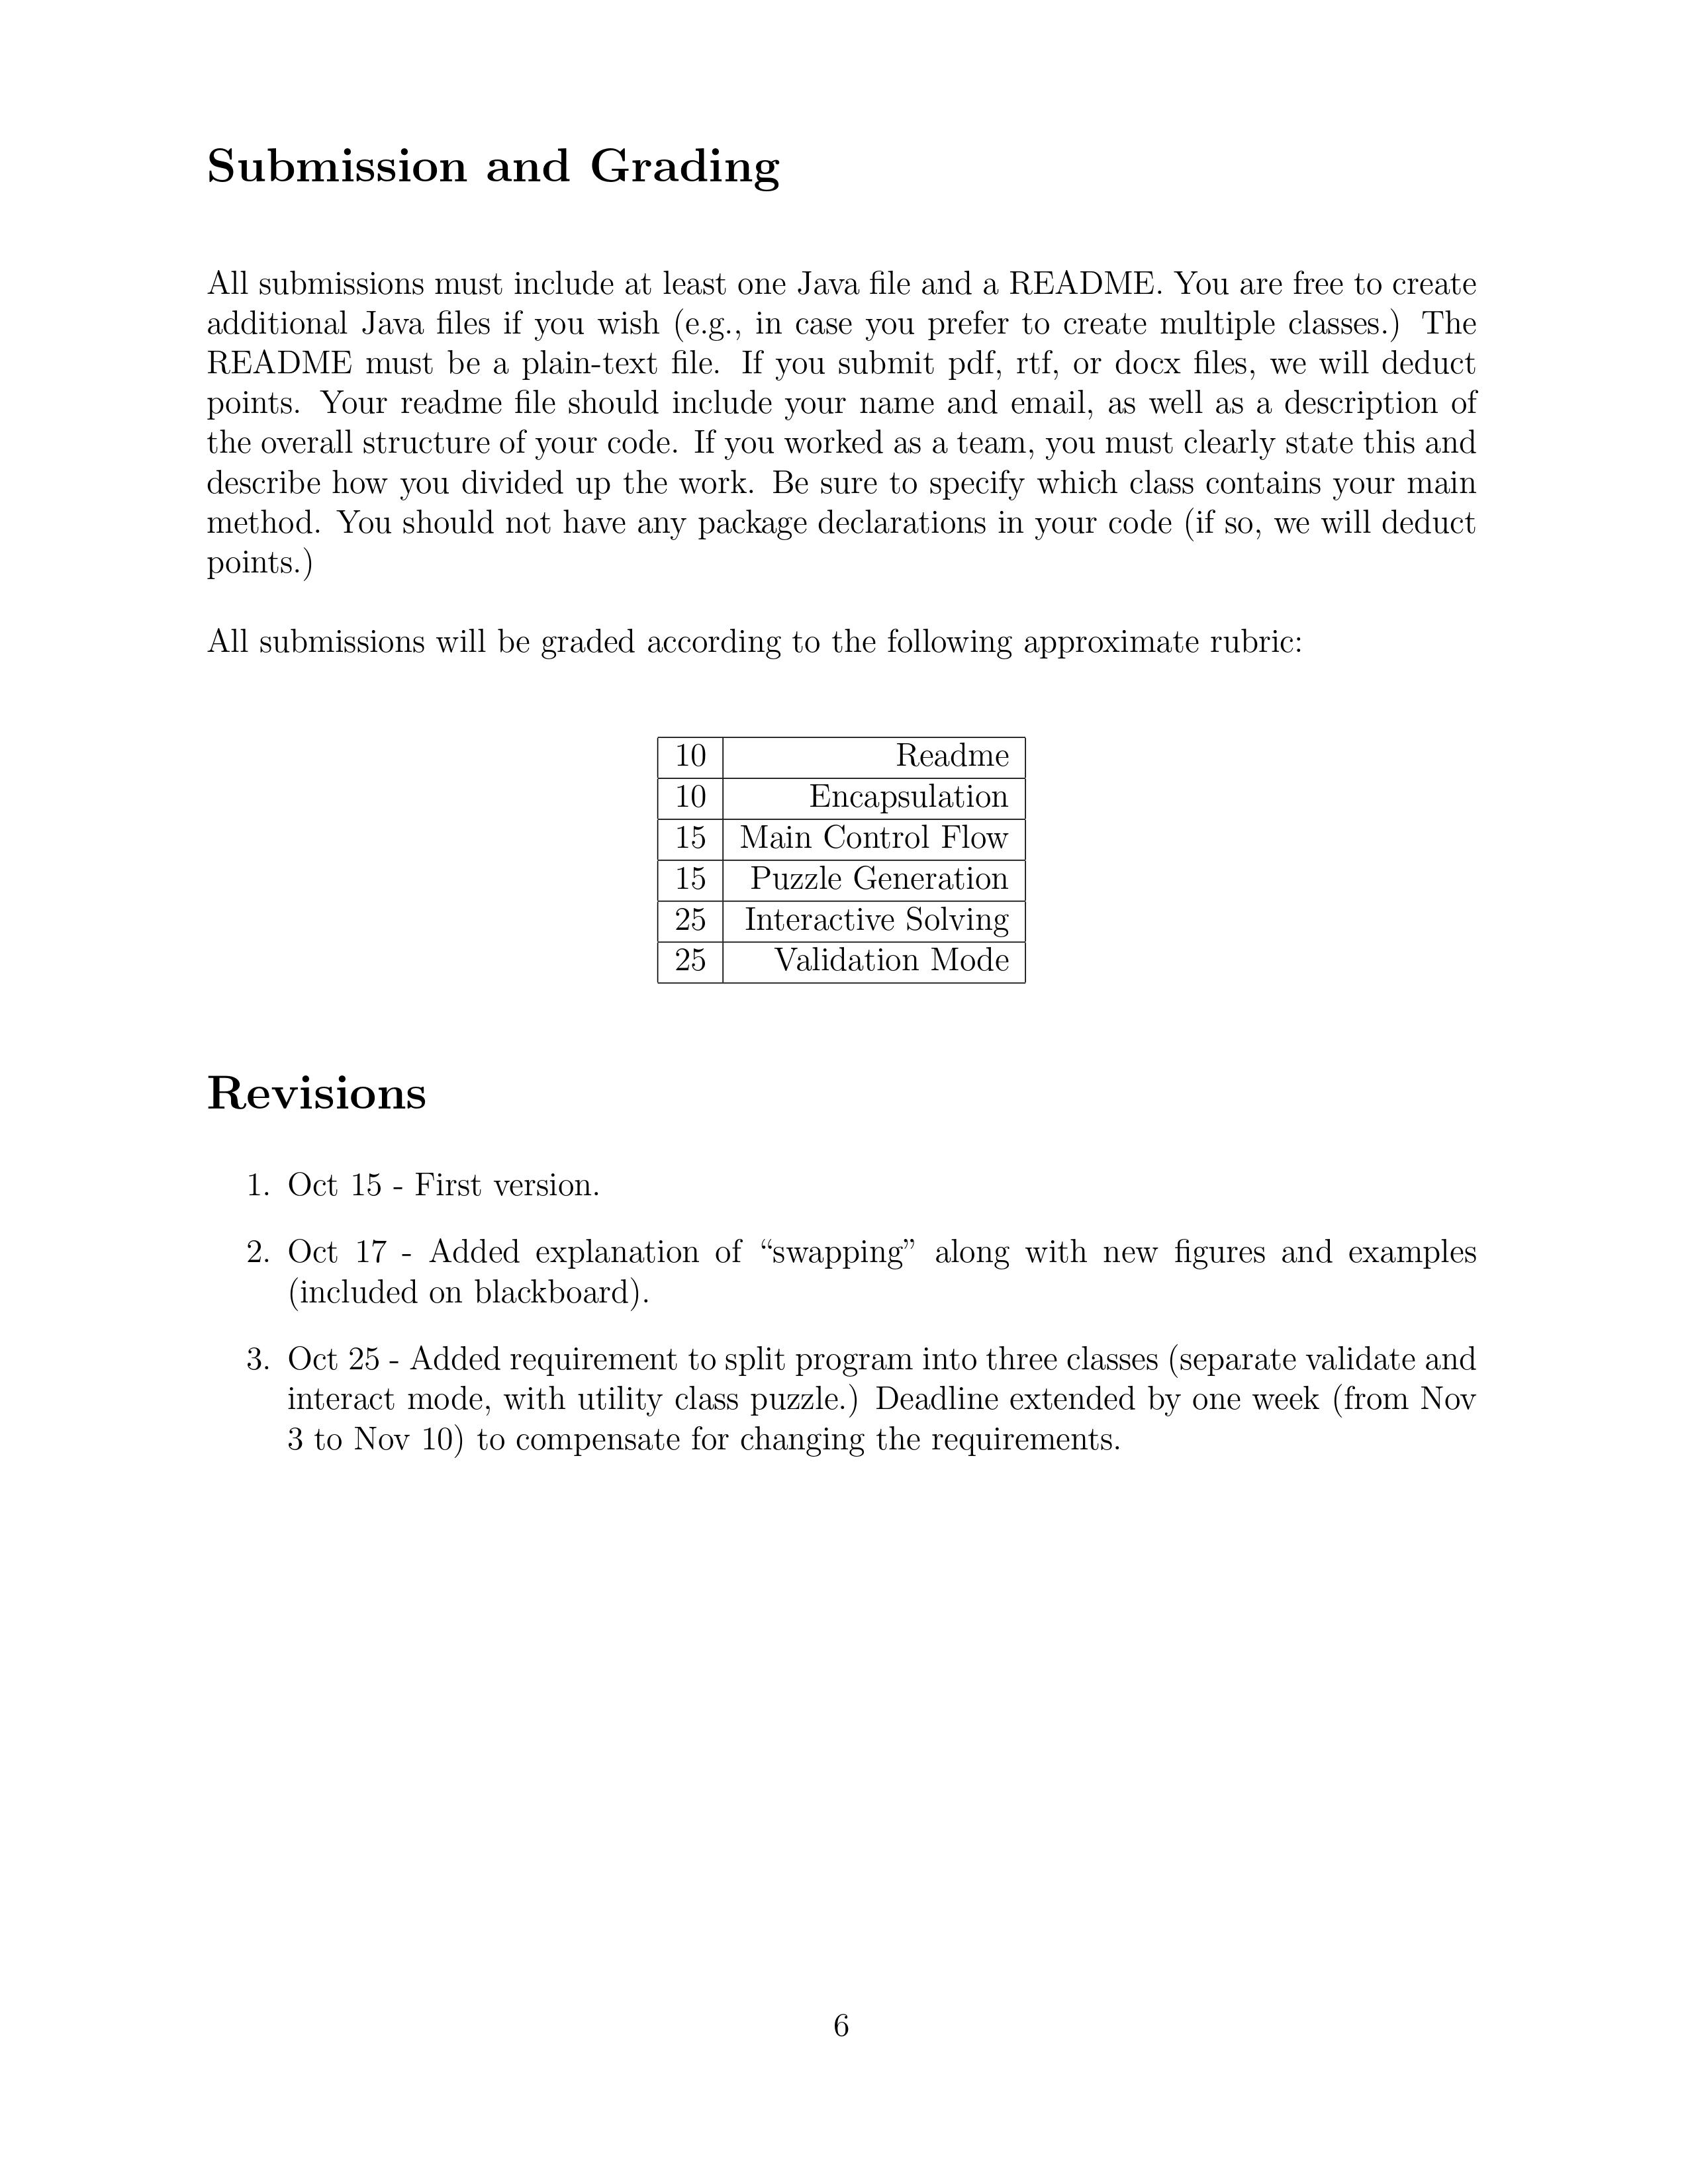 Submission and Grading
All submissions must include at least one Java file and a README. You are free to create
additional Java files if you wish (e.g., in case you prefer to create multiple classes.) The
README must be a plain-text file. If you submit pdf, rtf, or docx files, we will deduct
points. Your readme file should include your name and email, as well as a description of
the overall structure of your code. If you worked as a team, you must clearly state this and
describe how you divided up the work. Be sure to specify which class contains your main
method. You should not have any package declarations in your code (if so, we will deduct
points.)
All submissions will be graded according to the following approximate rubric:
10 Readme
10 Encapsulation
15 Main Control Flow
15 Puzzle Generation
25 Interactive Solving
25 Validation Mode
Revisions
1. Oct 15 - First version.
2. Oct 17 - Added explanation of “swapping” along with new figures and examples
(included on blackboard).
3. Oct 25 - Added requirement to split program into three classes (separate validate and
interact mode, with utility class puzzle.) Deadline extended by one week (from Nov
3 to Nov 10) to compensate for changing the requirements.
6